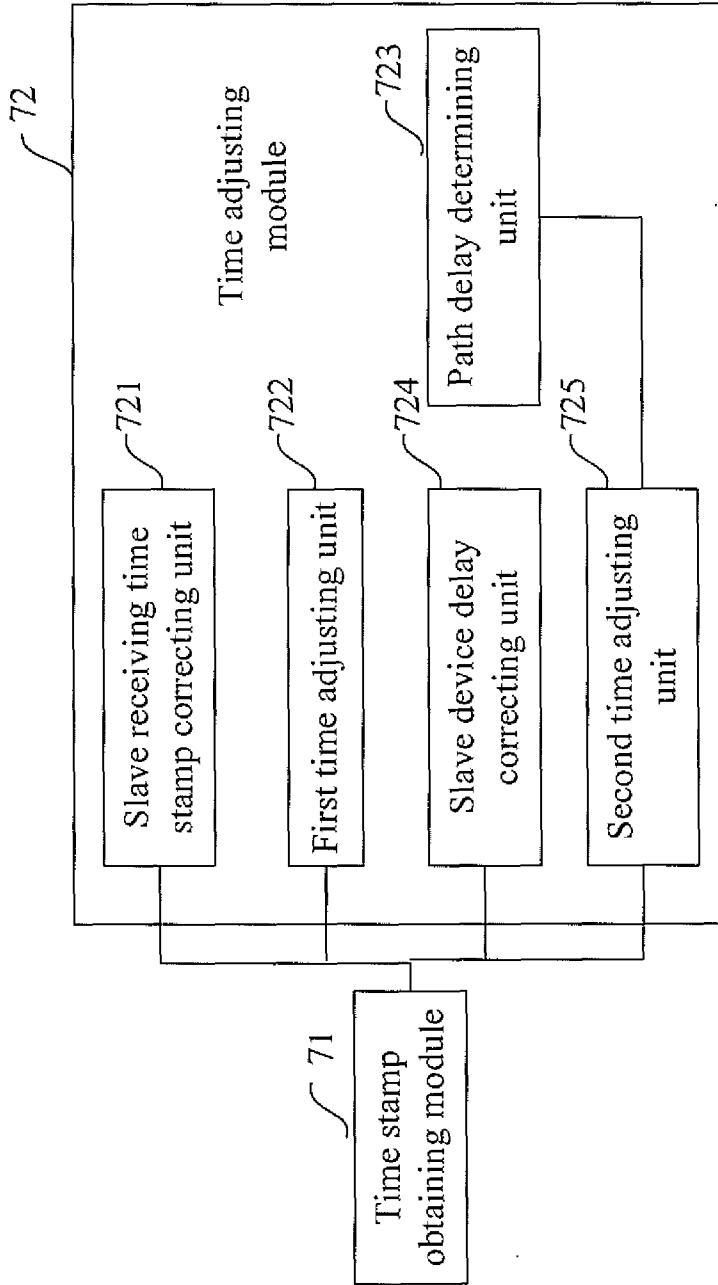 72
Time adjusting
module
721
Slave receiving time
stamp correcting unit
722
First time adjusting unit
723
Path delay determining
unit
724
Slave device delay
correcting unit
725
Second time adjusting
unit
71
Time stamp
obtaining module